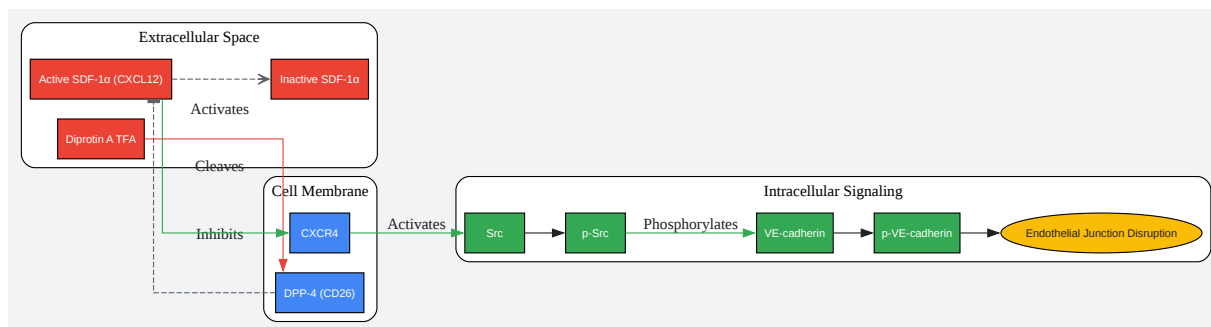 Extracellular Space
Active SDF-1α (CXCL12)
Inactive SDF-1α
Activates
Diprotin A TFA
Cleaves
Cell Membrane
Intracellular Signaling
Inhibits
CXCR4
Activates
Src
p-Src
Phosphorylates
VE-cadherin
p-VE-cadherin
Endothelial Junction Disruption
DPP-4 (CD26)